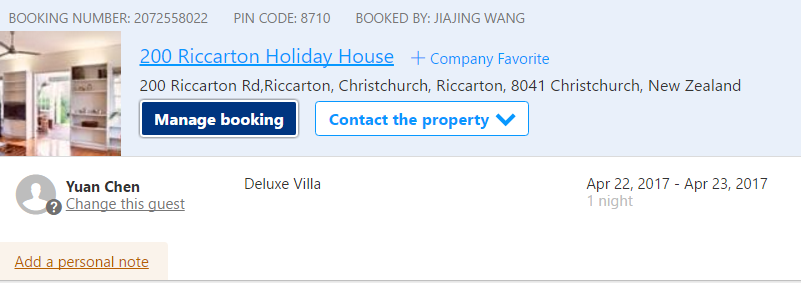 BOOKING NUMBER: 2072558022 PIN CODE: 8710 BOOKED BY: JIAJING WANG
200 Riccarton Holiday House + Company Favorite
200 Riccarton Rd,Riccarton, Christchurch, Riccarton, 8041 Christchurch, New Zealand
Manage booking Contact the property
Yuan Chen Deluxe Villa Apr 22, 2017 - Apr 23, 2017
? Change this guest 1 night
Add a personal note